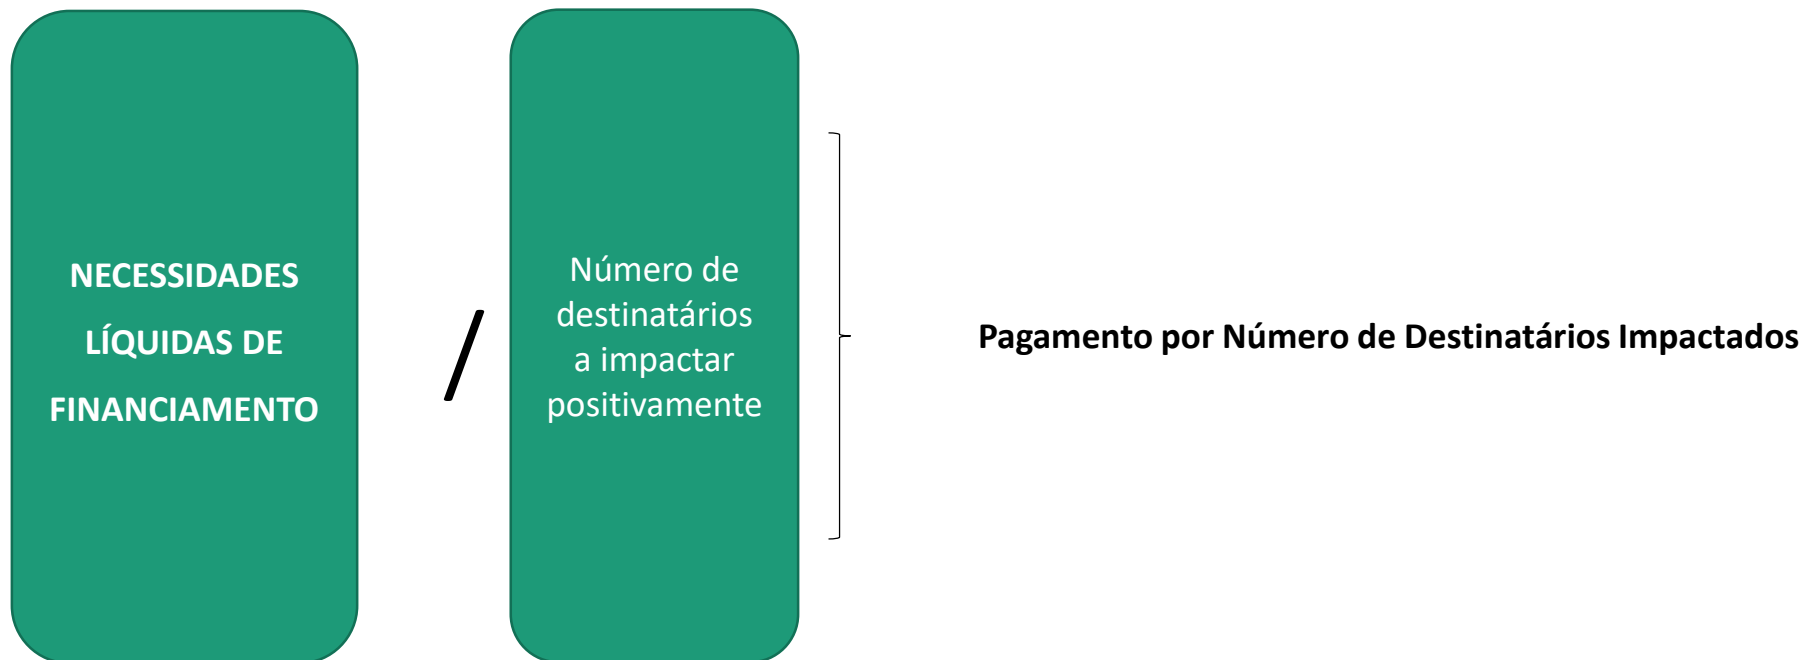 NECESSIDADES
LÍQUIDAS DE
FINANCIAMENTO
/
Número de
destinatários
a impactar
positivamente
Pagamento por Número de Destinatários Impactados